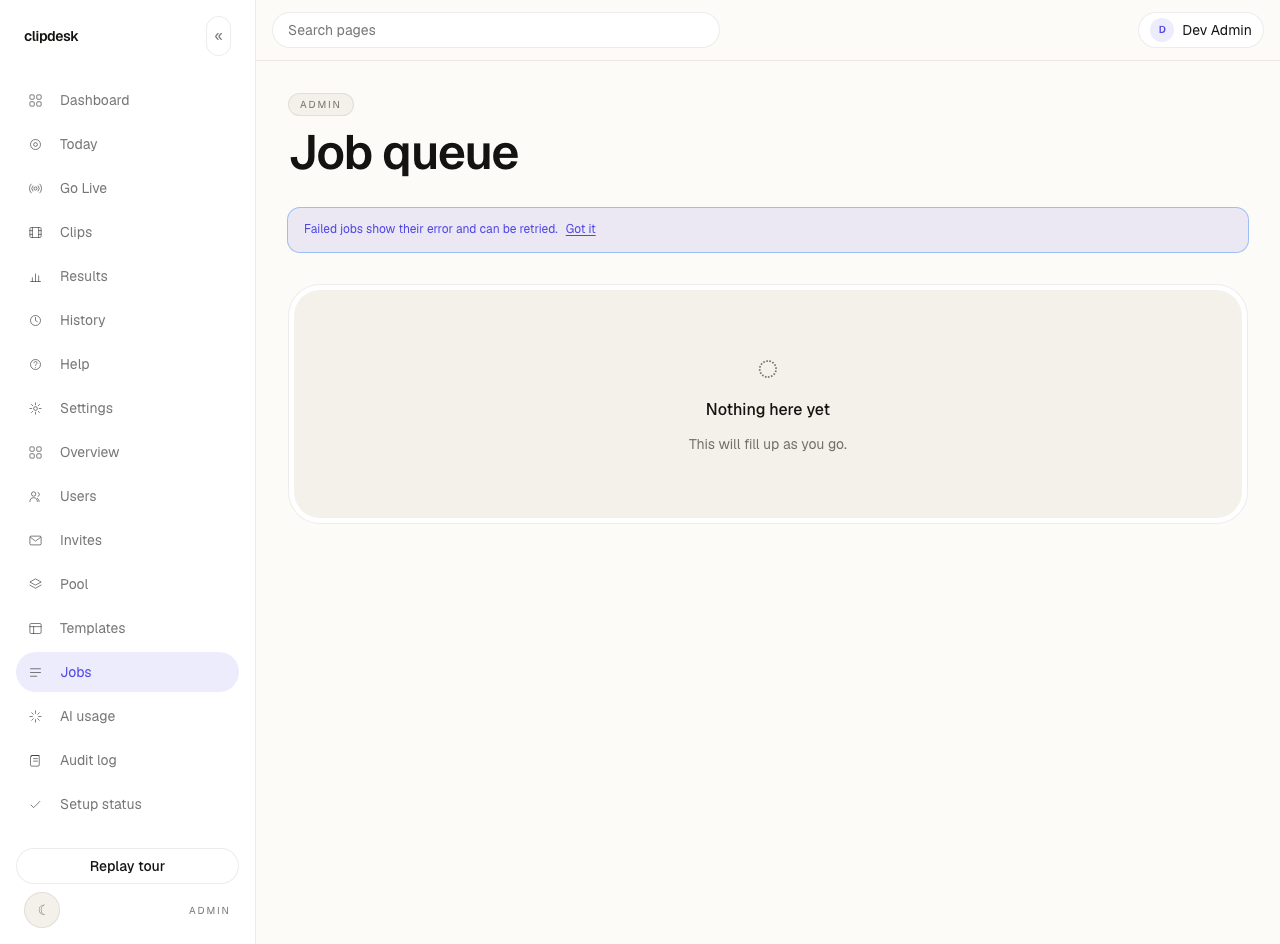 clipdesk
«
Search pages
D
Dev Admin
Dashboard
Today
Go Live
Clips
Results
History
Help
Settings
Overview
Users
Invites
Pool
Templates
Jobs
AI usage
Audit log
Setup status
Replay tour
ADMIN
ADMIN
Job queue
Failed jobs show their error and can be retried. Got it
Nothing here yet
This will fill up as you go.